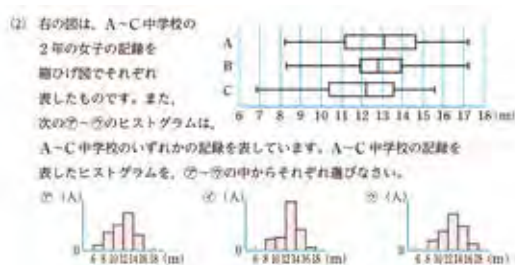 (2) 右の図は、A~C中学校の
2年の女子の記録を
箱ひげ図でそれぞれ
表したものです。また、
次の㋐~㋒のヒストグラムは、
A~C中学校のいずれかの記録を表しています。A~C中学校の記録を
表したヒストグラムを、㋐~㋒の中からそれぞれ選びなさい。
A
B
C
6 7 8 9 10 11 12 13 14 15 16 17 18 (m)
㋐ (人) ㋑ (人) ㋒ (人)
0 6 8 10 12 14 16 18 (m) 0 6 8 10 12 14 16 18 (m) 0 6 8 10 12 14 16 18 (m)